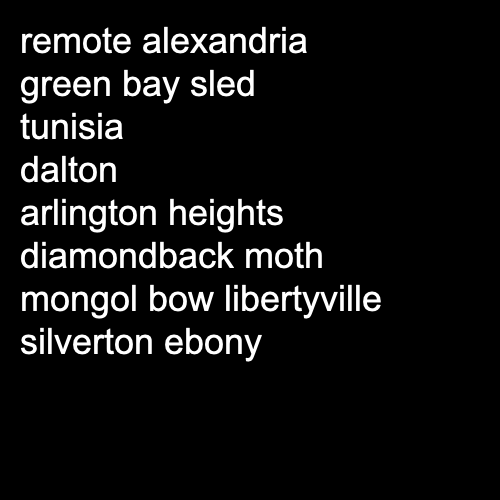 remote alexandria
green bay sled
tunisia
dalton
arlington heights
diamondback moth
mongol bow libertyville
silverton ebony